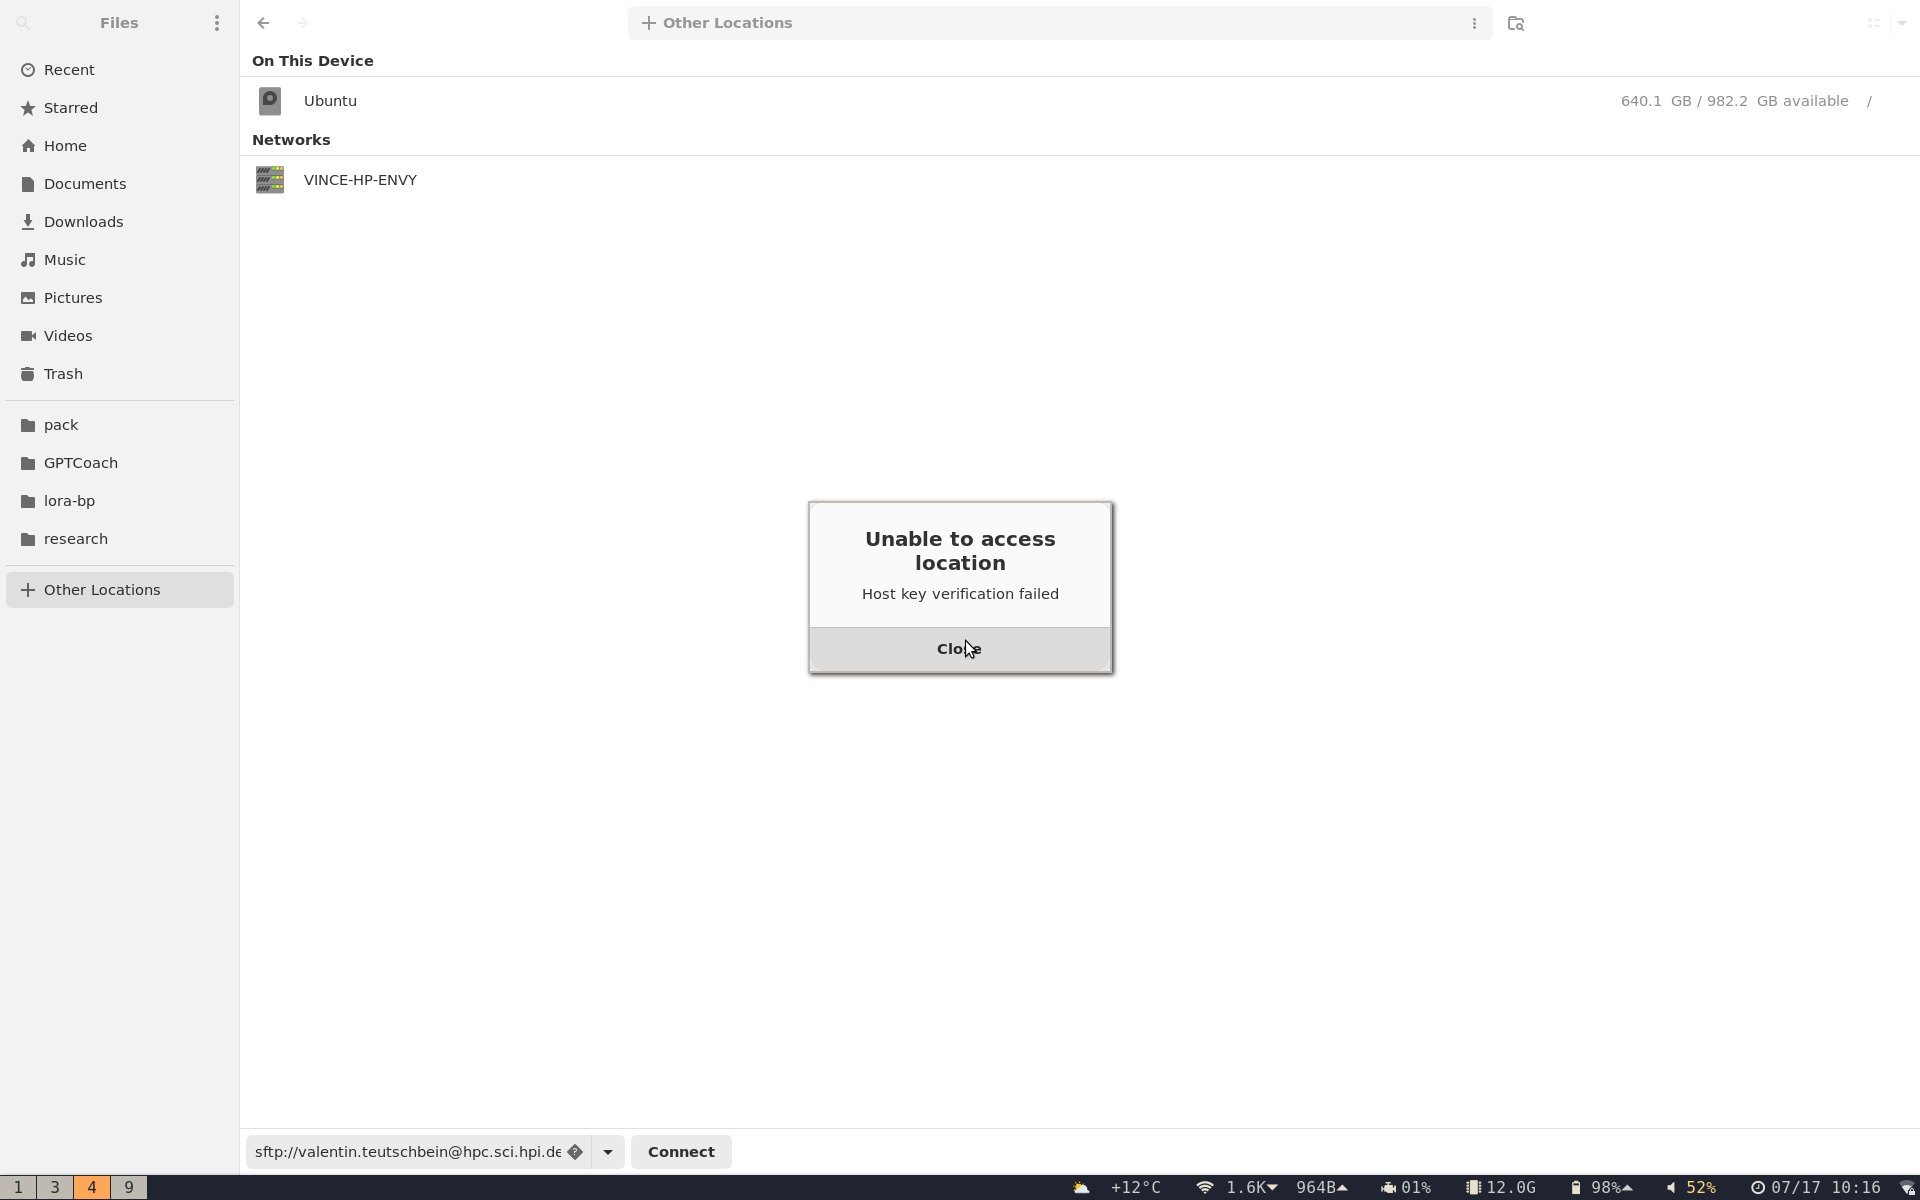 Files
Other Locations
Recent
Starred
Home
Documents
Downloads
Music
Pictures
Videos
Trash
pack
GPTCoach
lora-bp
research
Other Locations
On This Device
Ubuntu 640.1 GB / 982.2 GB available /
Networks
VINCE-HP-ENVY
Unable to access
location
Host key verification failed
Close
sftp://valentin.teutschbein@hpc.sci.hpi.de
Connect
1 3 4 9 +12°C 1.6K 964B 01% 12.0G 98% 52% 07/17 10:16